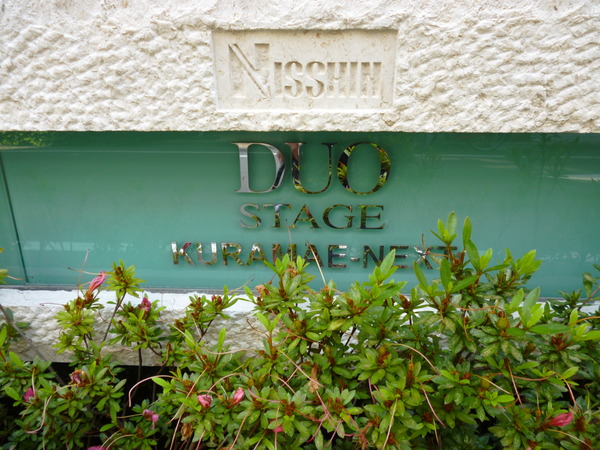 NISSHIN
DUO
STAGE
KURAMAE-NEXT